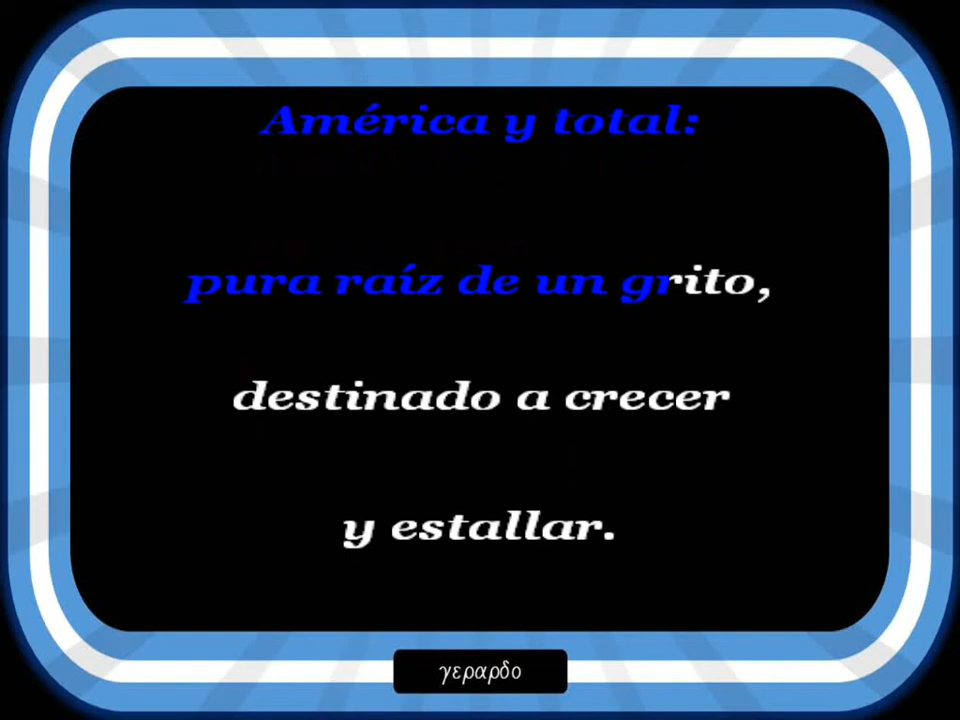 América y total:
pura raíz de un grito,
destinado a crecer
y estallar.
γεραρδο